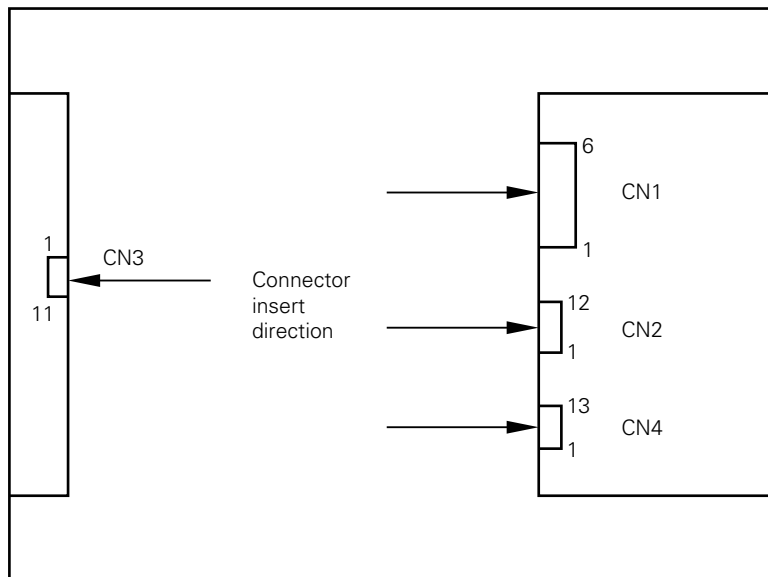 6
CN1
1
1
CN3
11
Connector
insert
direction
12
CN2
1
13
CN4
1